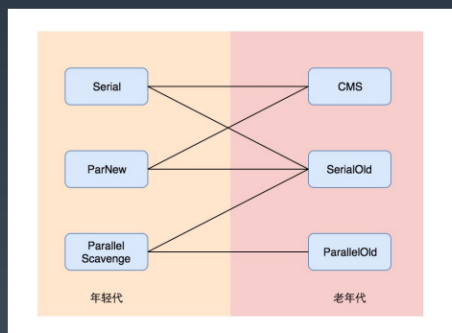 Serial
CMS
ParNew
SerialOld
Parallel
Scavenge
ParallelOld
年轻代
老年代